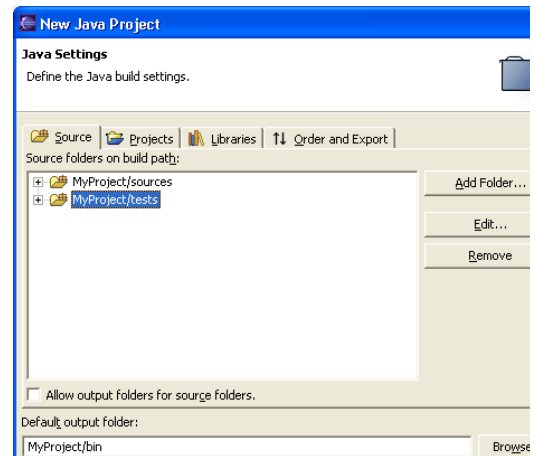 New Java Project
Java Settings
Define the Java build settings.
Source Projects Libraries Order and Export
Source folders on build path:
MyProject/sources
MyProject/tests
Add Folder...
Edit...
Remove
Allow output folders for source folders.
Default output folder:
MyProject/bin
Browse